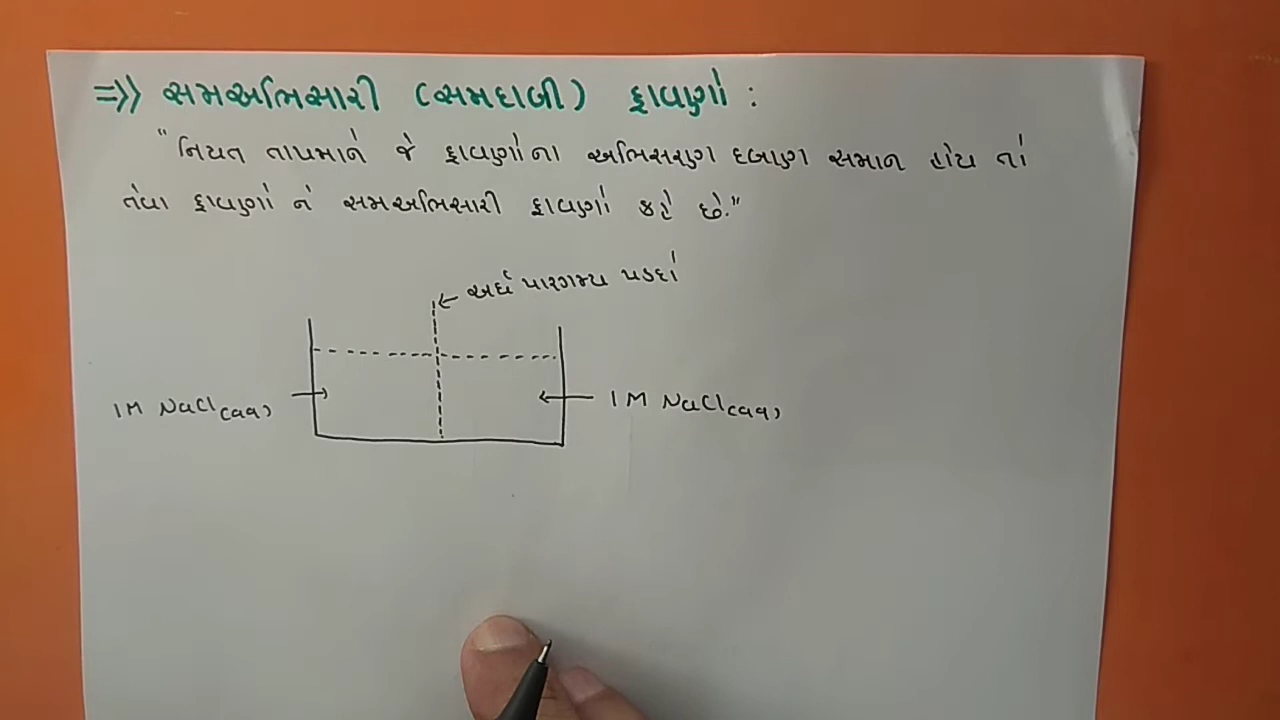 =>> સમઅભિસારી (સમદાબી) દ્રાવણો :
"નિયત તાપમાને જે દ્રાવણોના અભિસરણ દબાણ સમાન હોય તો
તેવા દ્રાવણો ને સમઅભિસારી દ્રાવણો કહે છે."
અર્ધ પારગમ્ય પડદો
1M NaCl(aq)
1M NaCl(aq)